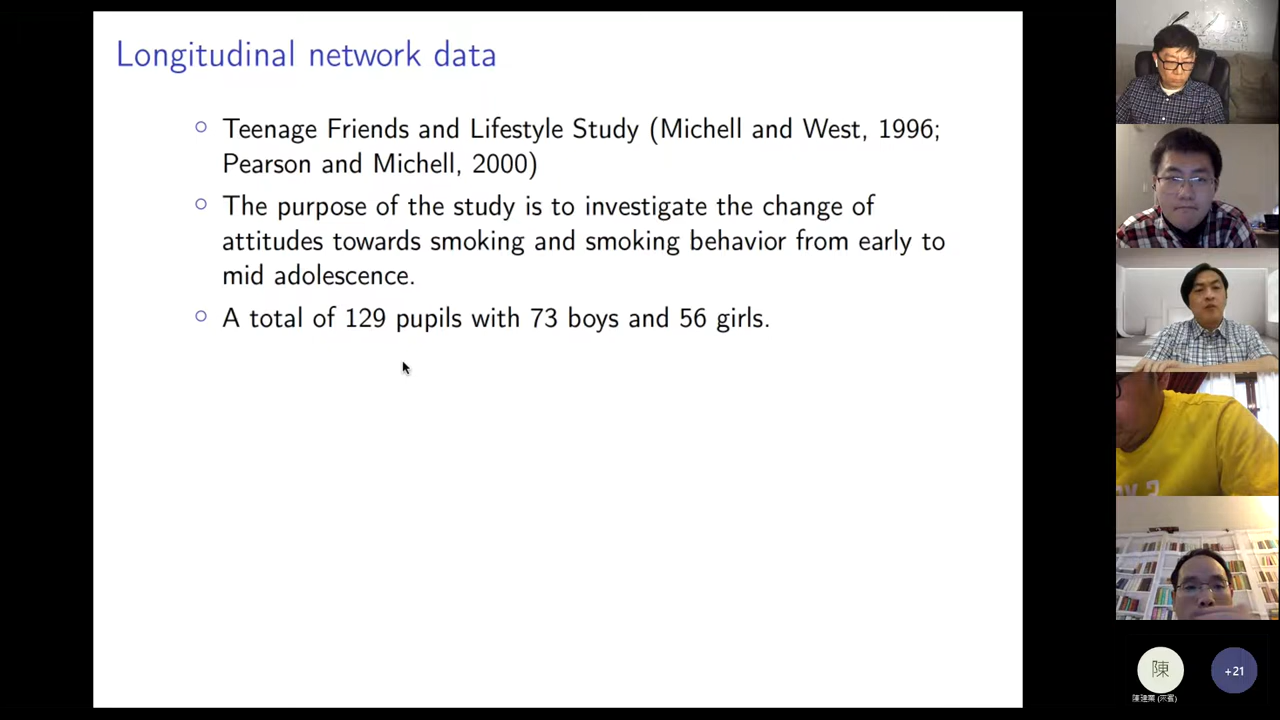 Longitudinal network data
○ Teenage Friends and Lifestyle Study (Michell and West, 1996;
Pearson and Michell, 2000)
○ The purpose of the study is to investigate the change of
attitudes towards smoking and smoking behavior from early to
mid adolescence.
○ A total of 129 pupils with 73 boys and 56 girls.
陳
+21